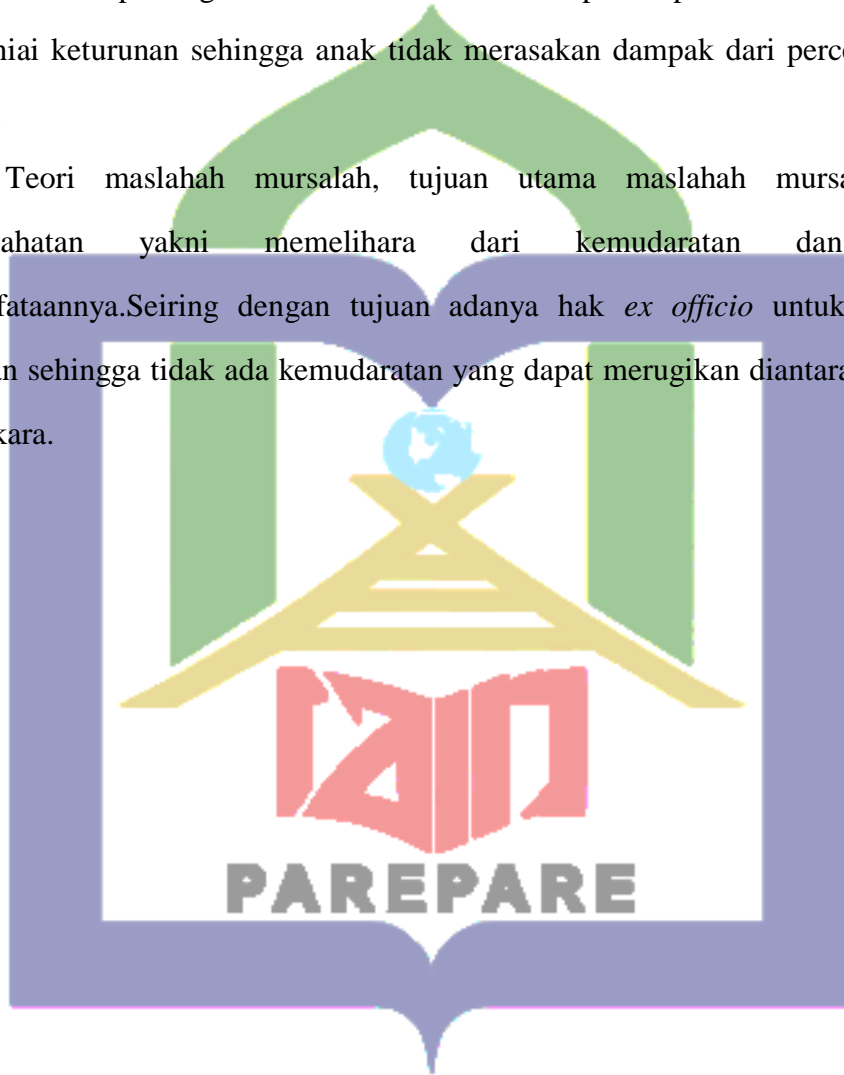 niai keturunan sehingga anak tidak merasakan dampak dari perc
Teori maslahah mursalah, tujuan utama maslahah mursa
ahatan yakni memelihara dari kemudaratan dan
fataannya.Seiring dengan tujuan adanya hak ex officio untuk
n sehingga tidak ada kemudaratan yang dapat merugikan diantara
kara.
iain
PAREPARE